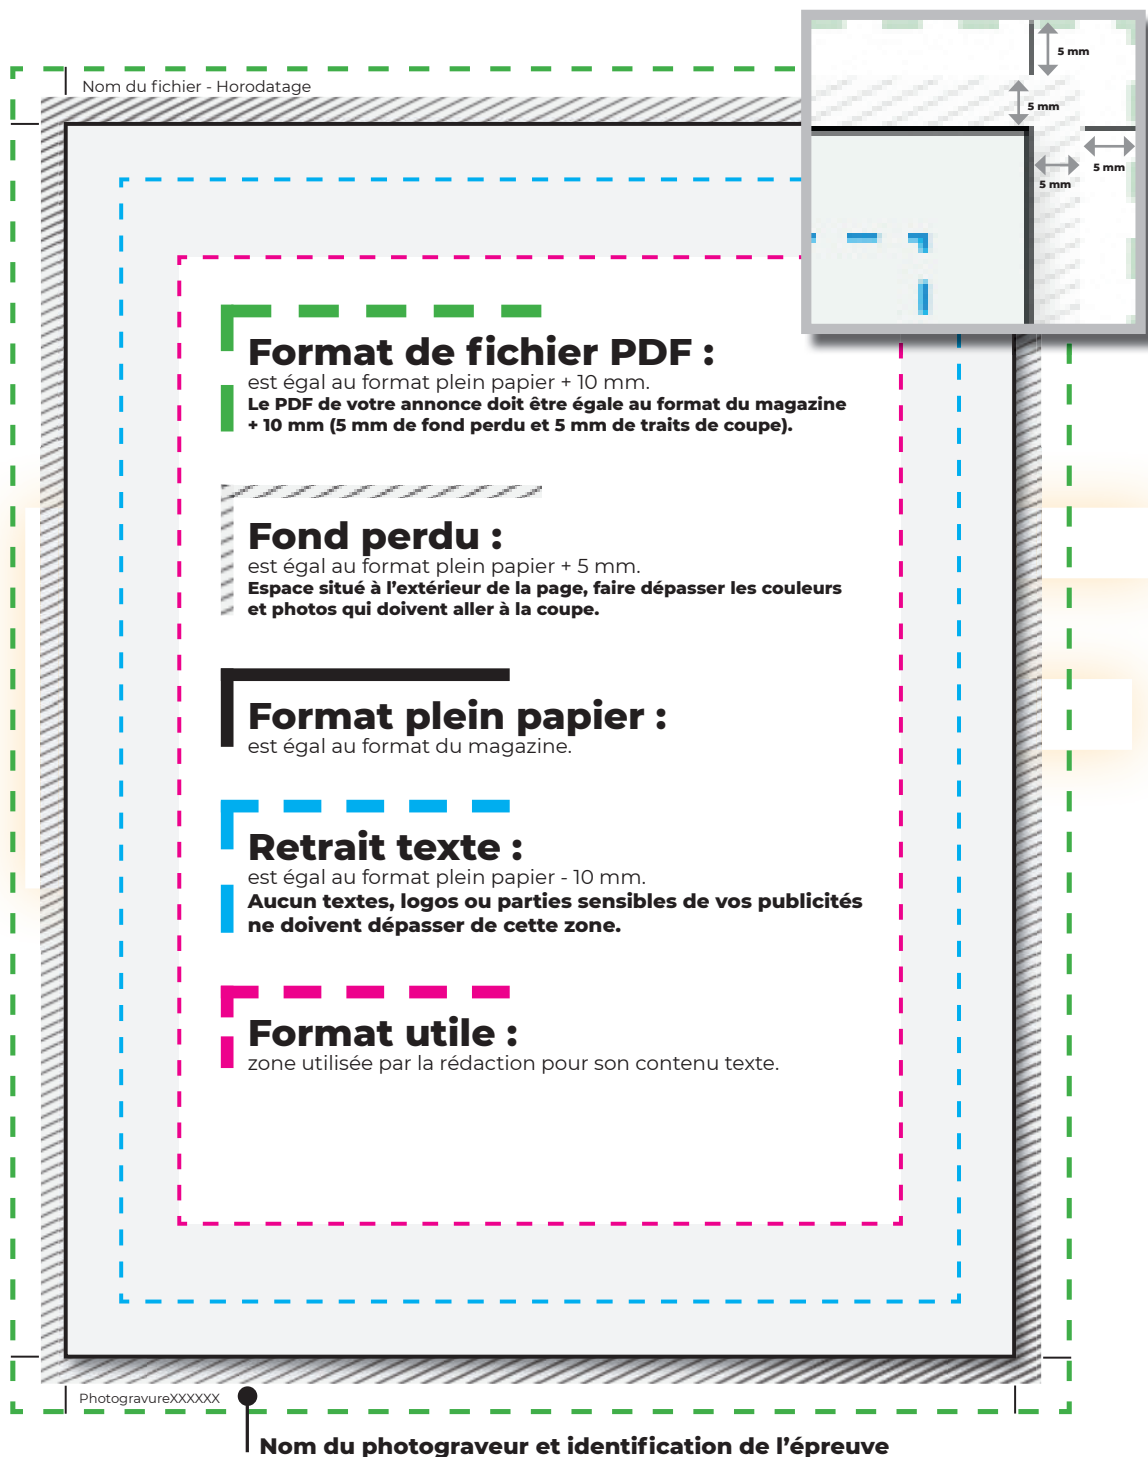 Nom du fichier - Horodatage
5 mm
5 mm
5 mm
5 mm
Format de fichier PDF :
est égal au format plein papier + 10 mm.
Le PDF de votre annonce doit être égale au format du magazine
+ 10 mm (5 mm de fond perdu et 5 mm de traits de coupe).
Fond perdu :
est égal au format plein papier + 5 mm.
Espace situé à l’extérieur de la page, faire dépasser les couleurs
et photos qui doivent aller à la coupe.
Format plein papier :
est égal au format du magazine.
Retrait texte :
est égal au format plein papier - 10 mm.
Aucun textes, logos ou parties sensibles de vos publicités
ne doivent dépasser de cette zone.
Format utile :
zone utilisée par la rédaction pour son contenu texte.
PhotogravureXXXXXX
Nom du photograveur et identification de l’épreuve